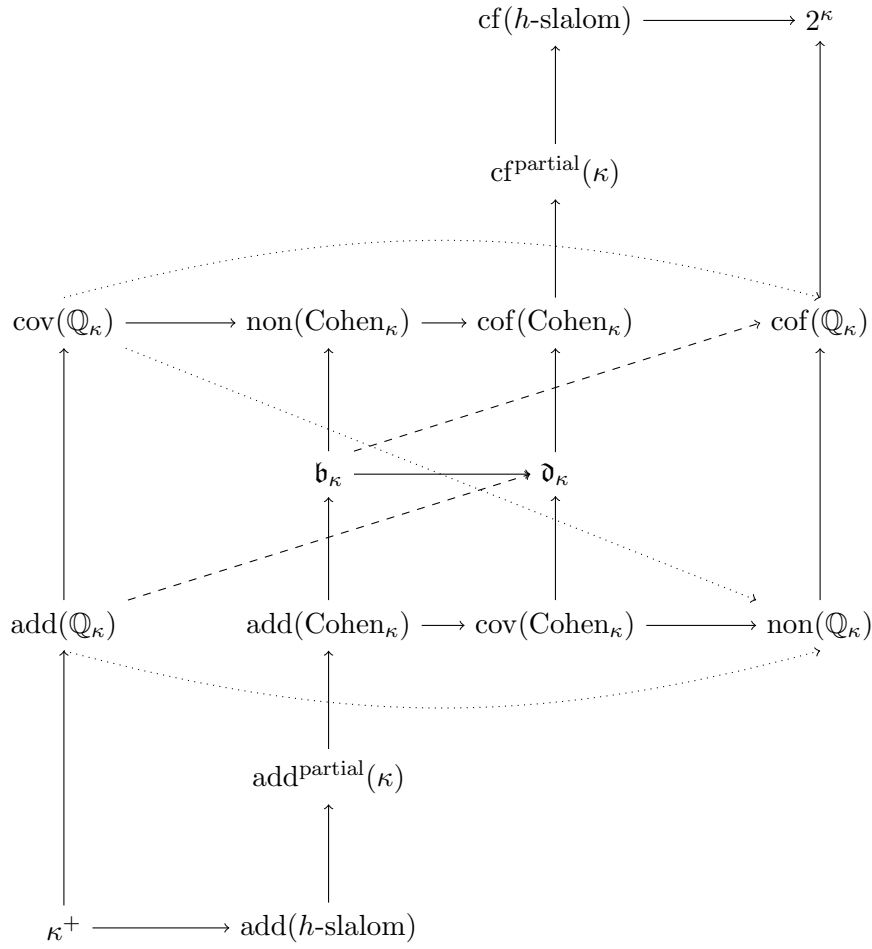 cf(h-slalom) 2^κ
cf^partial(κ)
cov(ℚ_κ) non(Cohen_κ) cof(Cohen_κ) cof(ℚ_κ)
𝔟_κ 𝔡_κ
add(ℚ_κ) add(Cohen_κ) cov(Cohen_κ) non(ℚ_κ)
add^partial(κ)
κ^+ add(h-slalom)